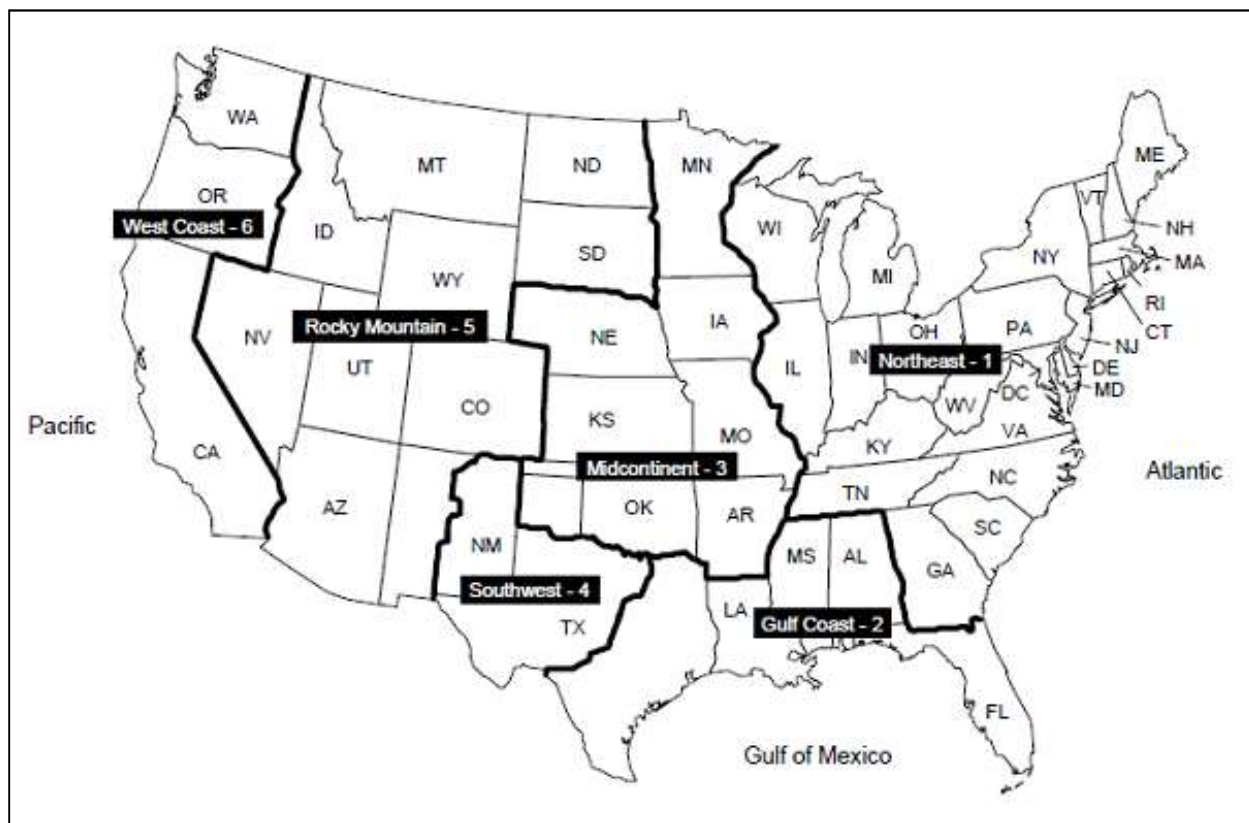 WA
MT
ND
MN
ME
OR
West Coast - 6
ID
WY
SD
WI
MI
NY
VT
NH
MA
RI
CT
NJ
DE
MD
NV
Rocky Mountain - 5
UT
CO
NE
IA
IL
IN
OH
Northeast - 1
PA
WV
DC
VA
KY
Pacific
CA
AZ
KS
MO
Midcontinent - 3
OK
AR
TN
NC
SC
Atlantic
NM
Southwest - 4
TX
LA
MS
AL
GA
Gulf Coast - 2
FL
Gulf of Mexico